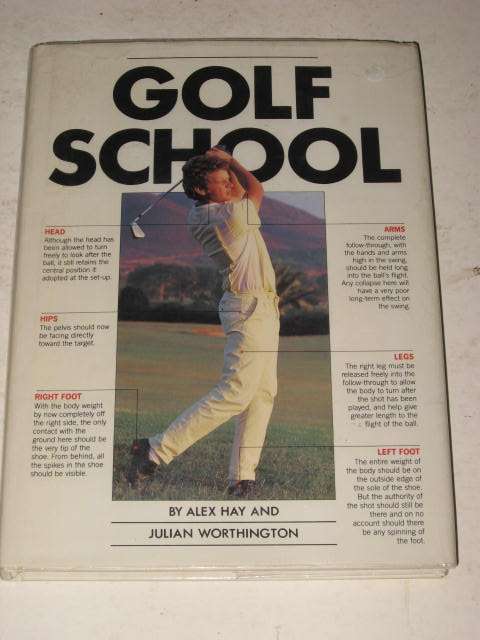 GOLF
SCHOOL
HEAD
Although the head has
been allowed to turn
freely to look after the
ball, it still retains the
central position it
adopted at the set-up.
HIPS
The pelvis should now
be facing directly
toward the target.
RIGHT FOOT
With the body weight
by now completely off
the right side, the only
contact with the
ground here should be
the very tip of the
shoe. From behind, all
the spikes in the shoe
should be visible.
ARMS
The complete
follow-through, with
the hands and arms
high in the swing,
should be held long
into the ball's flight.
Any collapse here will
have a very poor
long-term effect on
the swing.
LEGS
The right leg must be
released freely into the
follow-through to allow
the body to turn after
the shot has been
played, and help give
greater length to the
flight of the ball.
LEFT FOOT
The entire weight of
the body should be on
the outside edge of
the sole of the shoe.
But the authority of
the shot should still be
there and on no
account should there
be any spinning of
the foot.
BY ALEX HAY AND
JULIAN WORTHINGTON